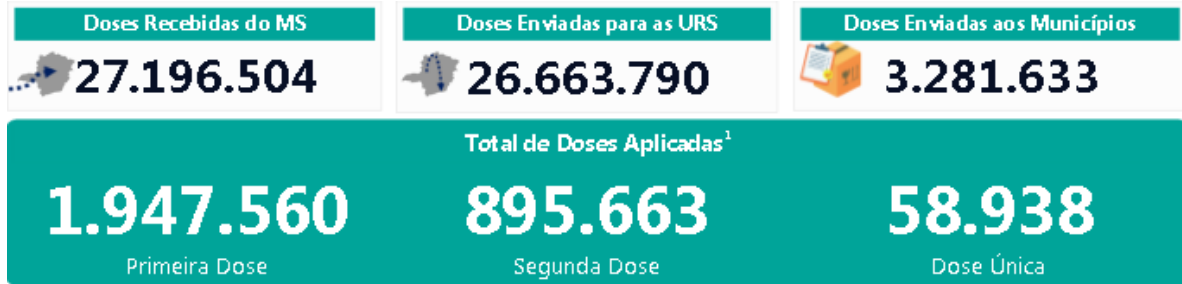 Doses Recebidas do MS
Doses Enviadas para as URS
Doses Enviadas aos Municípios
27.196.504
26.663.790
3.281.633
Total de Doses Aplicadas¹
1.947.560
895.663
58.938
Primeira Dose
Segunda Dose
Dose Única